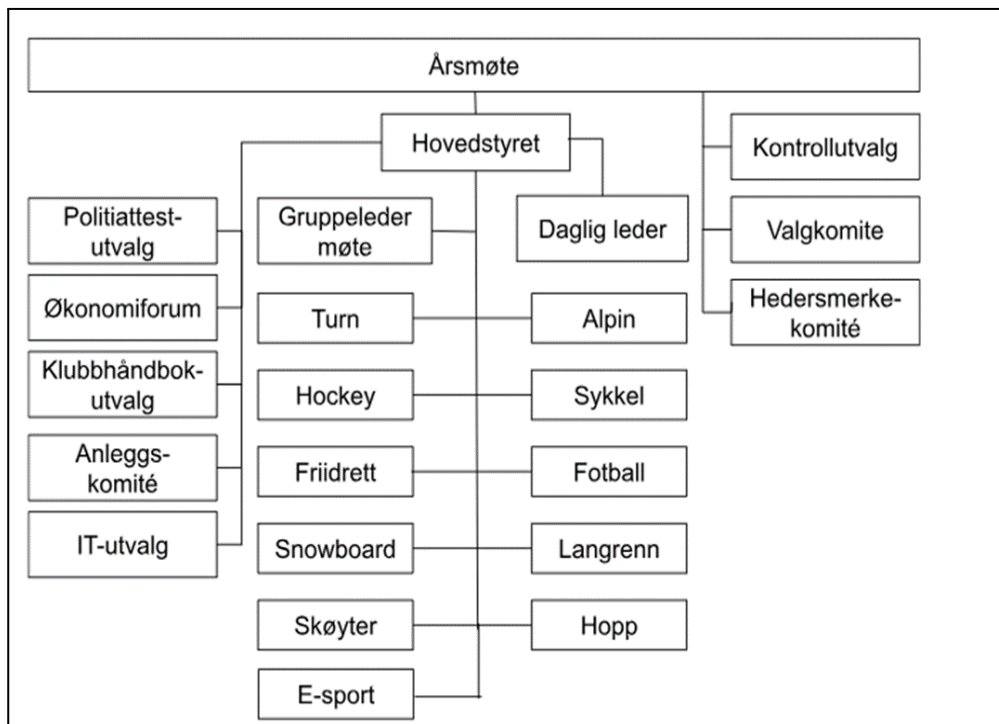 Årsmøte
Hovedstyret
Kontrollutvalg
Politiattest-
utvalg
Gruppeleder
møte
Daglig leder
Valgkomite
Økonomiforum
Turn
Alpin
Hedersmerke-
komité
Klubbhåndbok-
utvalg
Hockey
Sykkel
Anleggs-
komité
Friidrett
Fotball
IT-utvalg
Snowboard
Langrenn
Skøyter
Hopp
E-sport